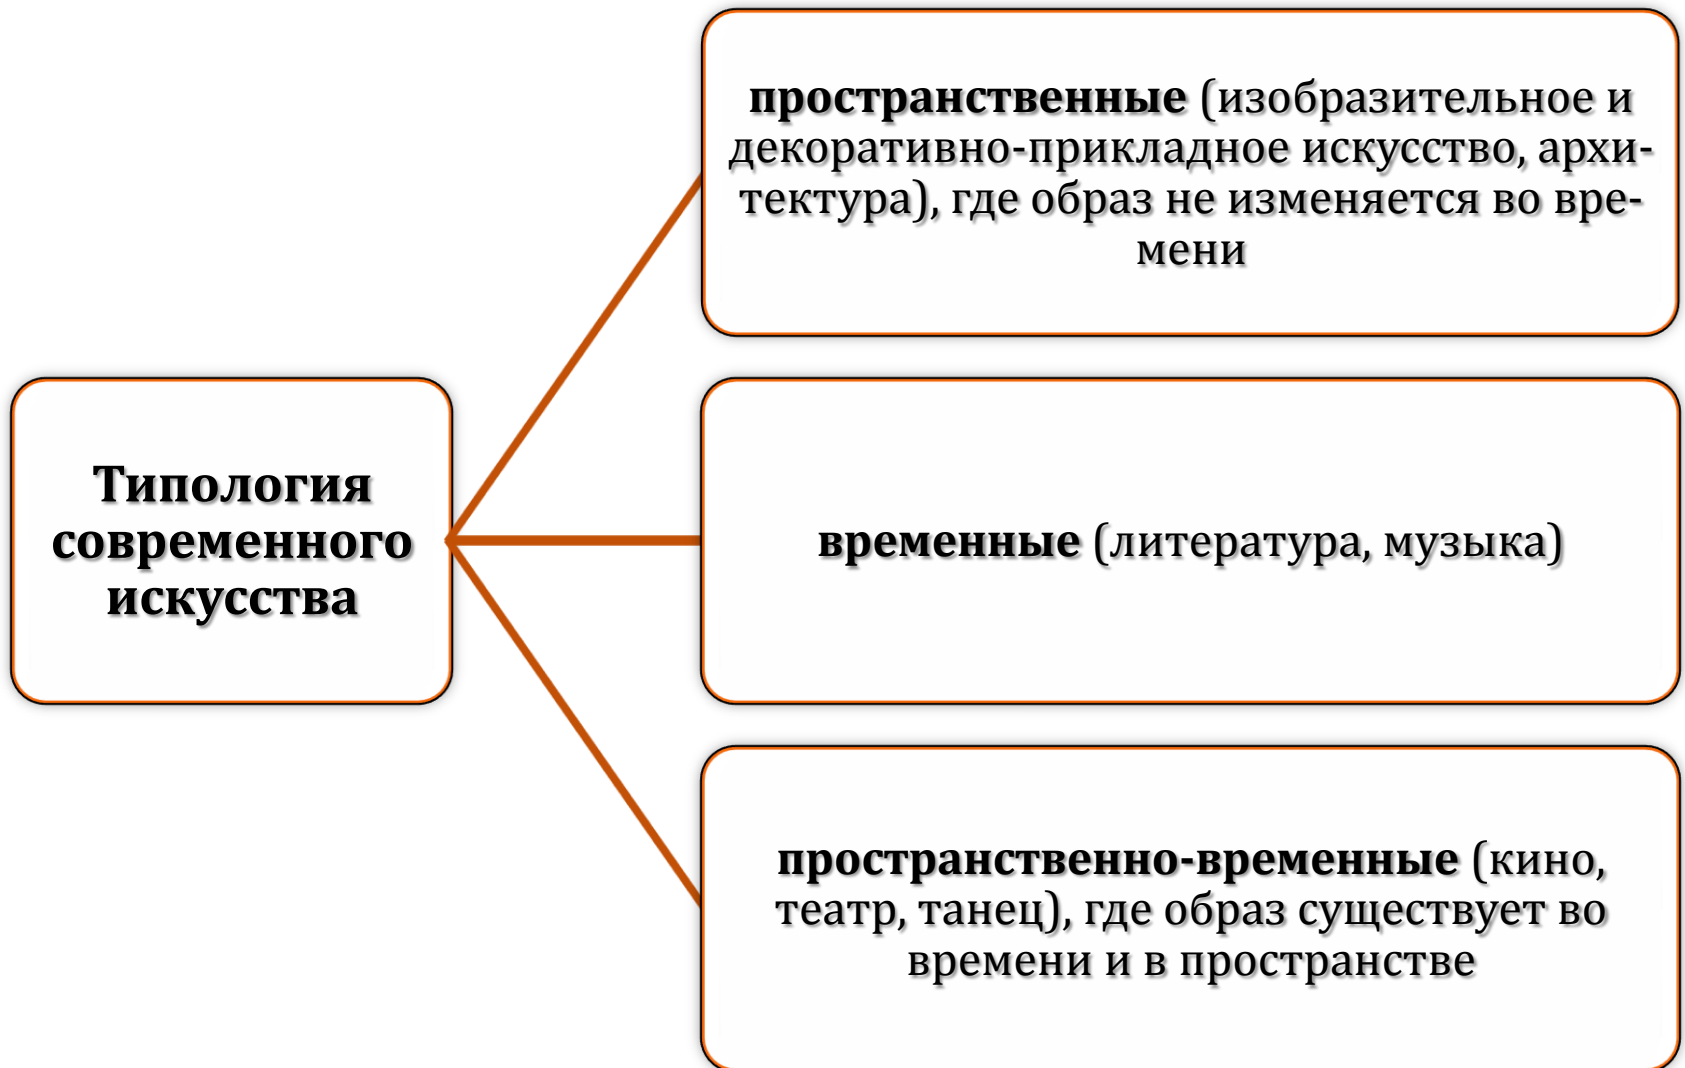 пространственные (изобразительное и
декоративно-прикладное искусство, архи-
тектура), где образ не изменяется во вре-
мени
Типология
современного
искусства
временные (литература, музыка)
пространственно-временные (кино,
театр, танец), где образ существует во
времени и в пространстве